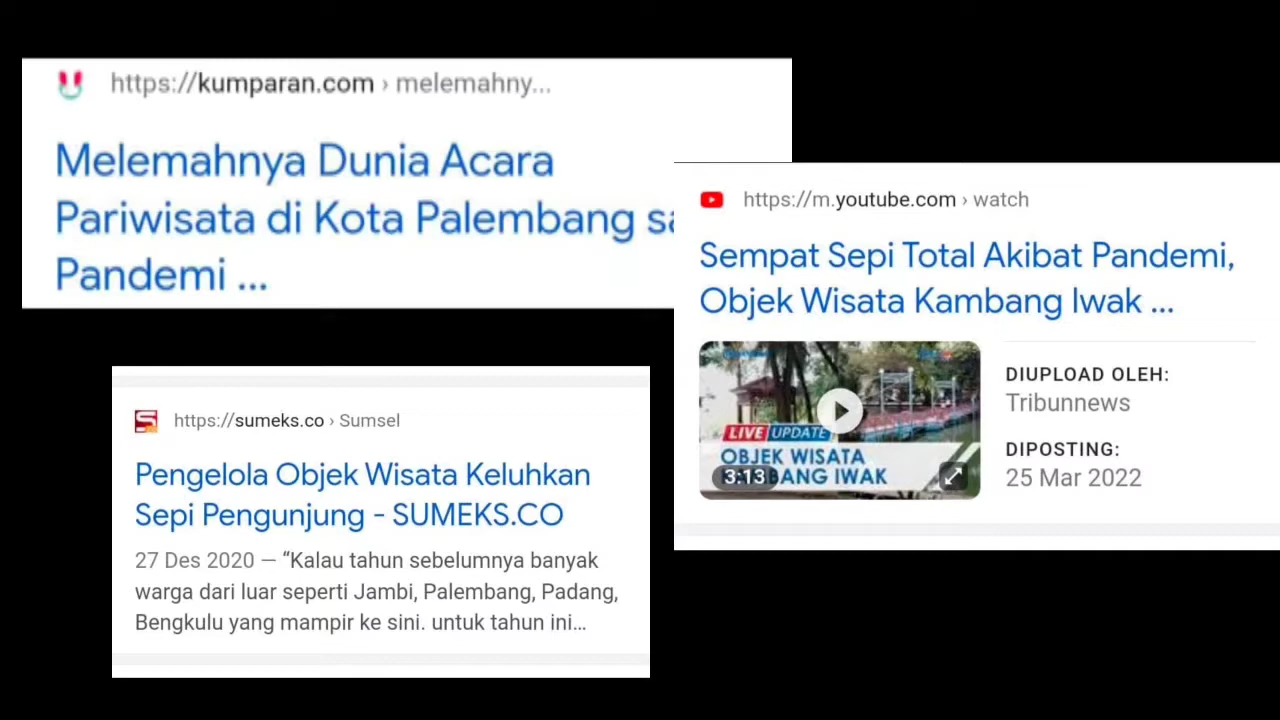 https://kumparan.com › melemahny...
Melemahnya Dunia Acara
Pariwisata di Kota Palembang
Pandemi ...
https://m.youtube.com › watch
Sempat Sepi Total Akibat Pandemi,
Objek Wisata Kambang Iwak ...
LIVE UPDATE
OBJEK WISATA
BANG IWAK
3:13
DIUPLOAD OLEH:
Tribunnews
DIPOSTING:
25 Mar 2022
https://sumeks.co › Sumsel
Pengelola Objek Wisata Keluhkan
Sepi Pengunjung - SUMEKS.CO
27 Des 2020 — “Kalau tahun sebelumnya banyak
warga dari luar seperti Jambi, Palembang, Padang,
Bengkulu yang mampir ke sini. untuk tahun ini...